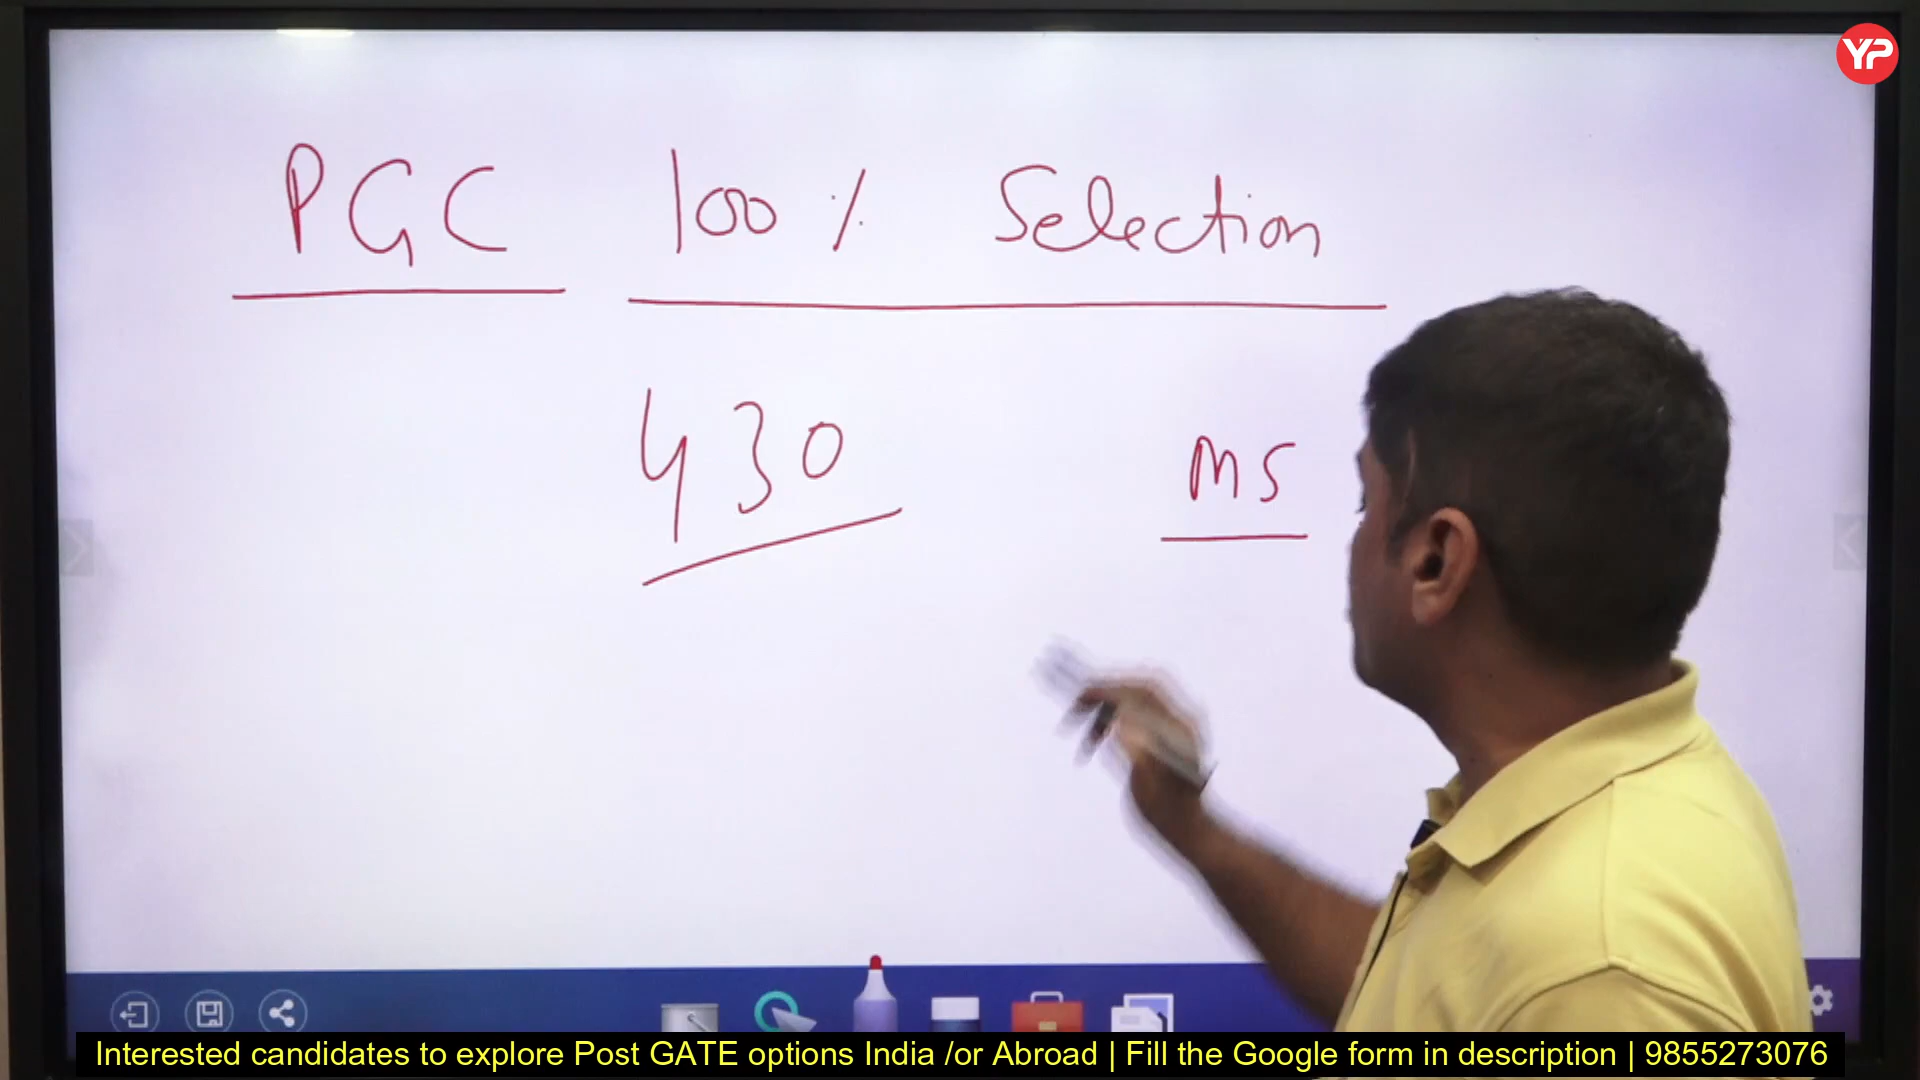 YP
PGC 100% Selection
430
MS
Interested candidates to explore Post GATE options India /or Abroad | Fill the Google form in description | 9855273076